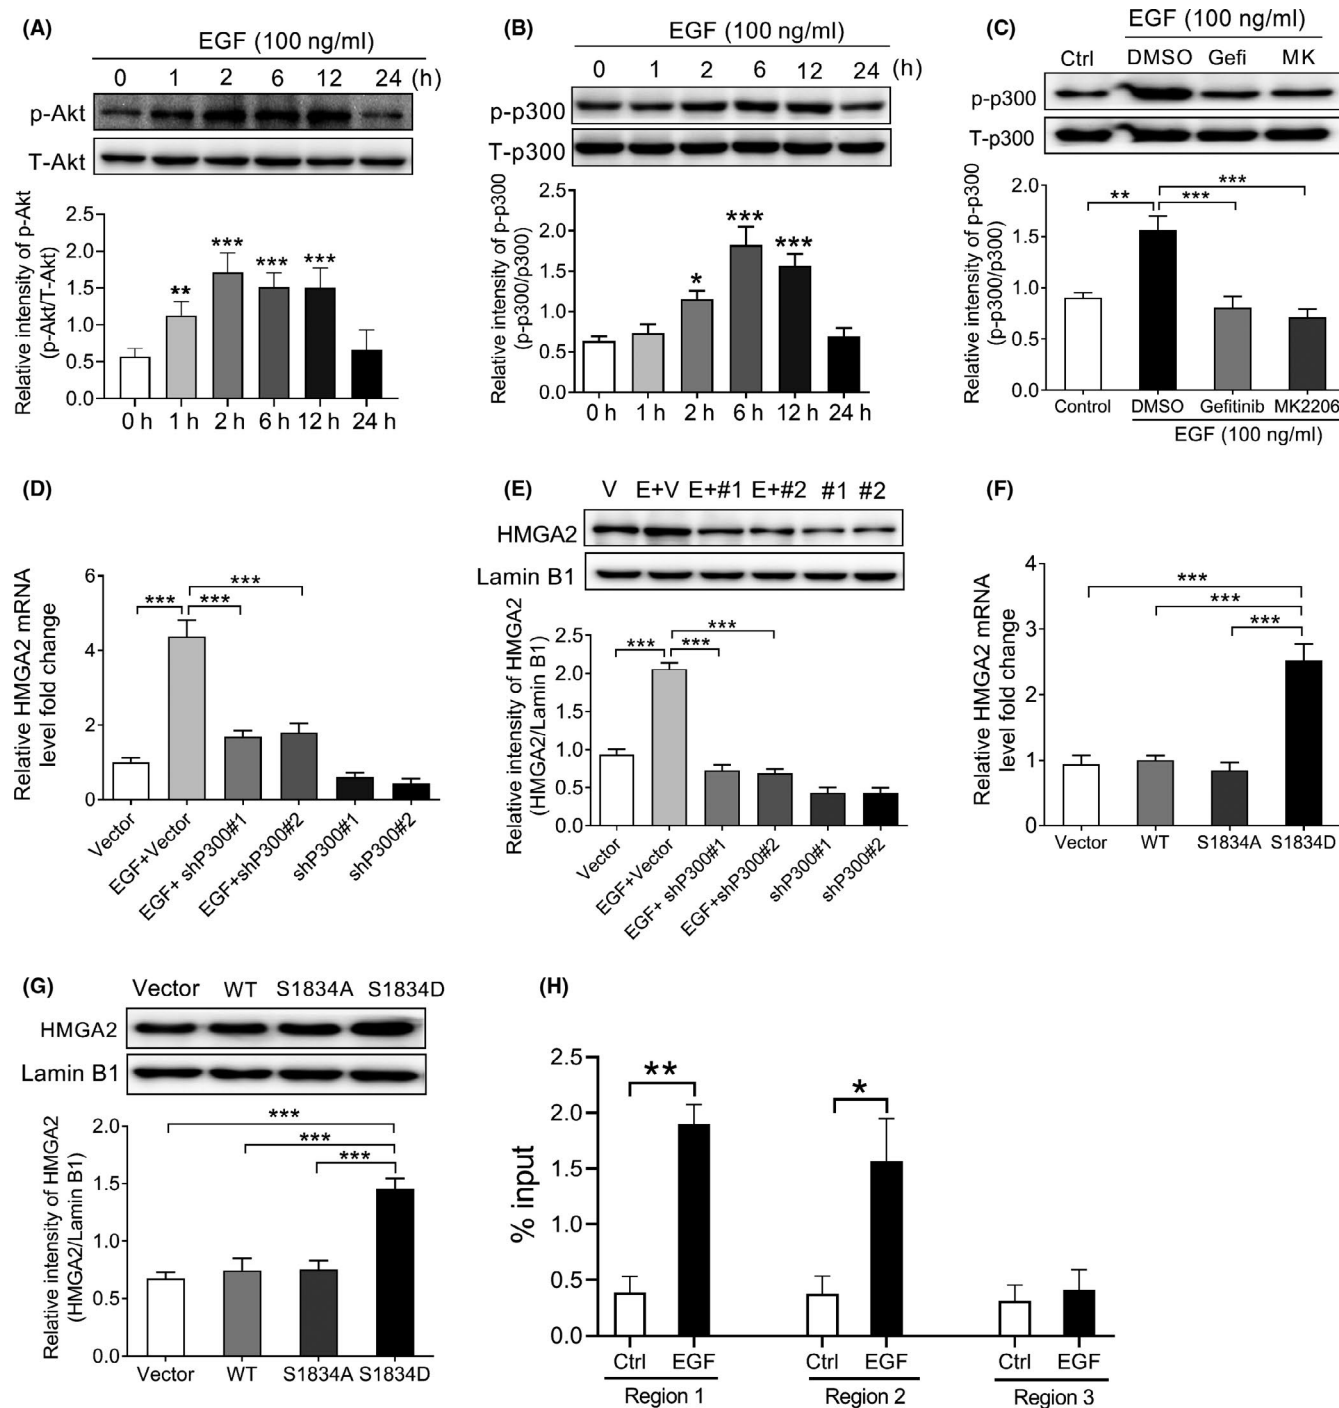 (A)
EGF (100 ng/ml)
0 1 2 6 12 24 (h)
p-Akt
T-Akt
Relative intensity of p-Akt
(p-Akt/T-Akt)
2.5
2.0
1.5
1.0
0.5
0.0
**
***
***
***
0 h 1 h 2 h 6 h 12 h 24 h
(B)
EGF (100 ng/ml)
0 1 2 6 12 24 (h)
p-p300
T-p300
Relative intensity of p-p300
(p-p300/p300)
2.5
2.0
1.5
1.0
0.5
0.0
*
***
***
0 h 1 h 2 h 6 h 12 h 24 h
(C)
EGF (100 ng/ml)
Ctrl DMSO Gefi MK
p-p300
T-p300
Relative intensity of p-p300
(p-p300/p300)
2.0
1.5
1.0
0.5
0.0
***
** ***
Control DMSO Gefitinib MK2206
EGF (100 ng/ml)
(D)
Relative HMGA2 mRNA
level fold change
6
4
2
0
***
*** ***
Vector
EGF+Vector
EGF+ shP300#1
EGF+shP300#2
shP300#1
shP300#2
(E)
V E+V E+#1 E+#2 #1 #2
HMGA2
Lamin B1
Relative intensity of HMGA2
(HMGA2/Lamin B1)
2.5
2.0
1.5
1.0
0.5
0.0
***
*** ***
Vector
EGF+Vector
EGF+ shP300#1
EGF+shP300#2
shP300#1
shP300#2
(F)
Relative HMGA2 mRNA
level fold change
4
3
2
1
0
***
***
***
Vector WT S1834A S1834D
(G)
Vector WT S1834A S1834D
HMGA2
Lamin B1
Relative intensity of HMGA2
(HMGA2/Lamin B1)
2.0
1.5
1.0
0.5
0.0
***
***
***
Vector WT S1834A S1834D
(H)
% input
2.5
2.0
1.5
1.0
0.5
0.0
**
*
Ctrl EGF Ctrl EGF Ctrl EGF
Region 1 Region 2 Region 3